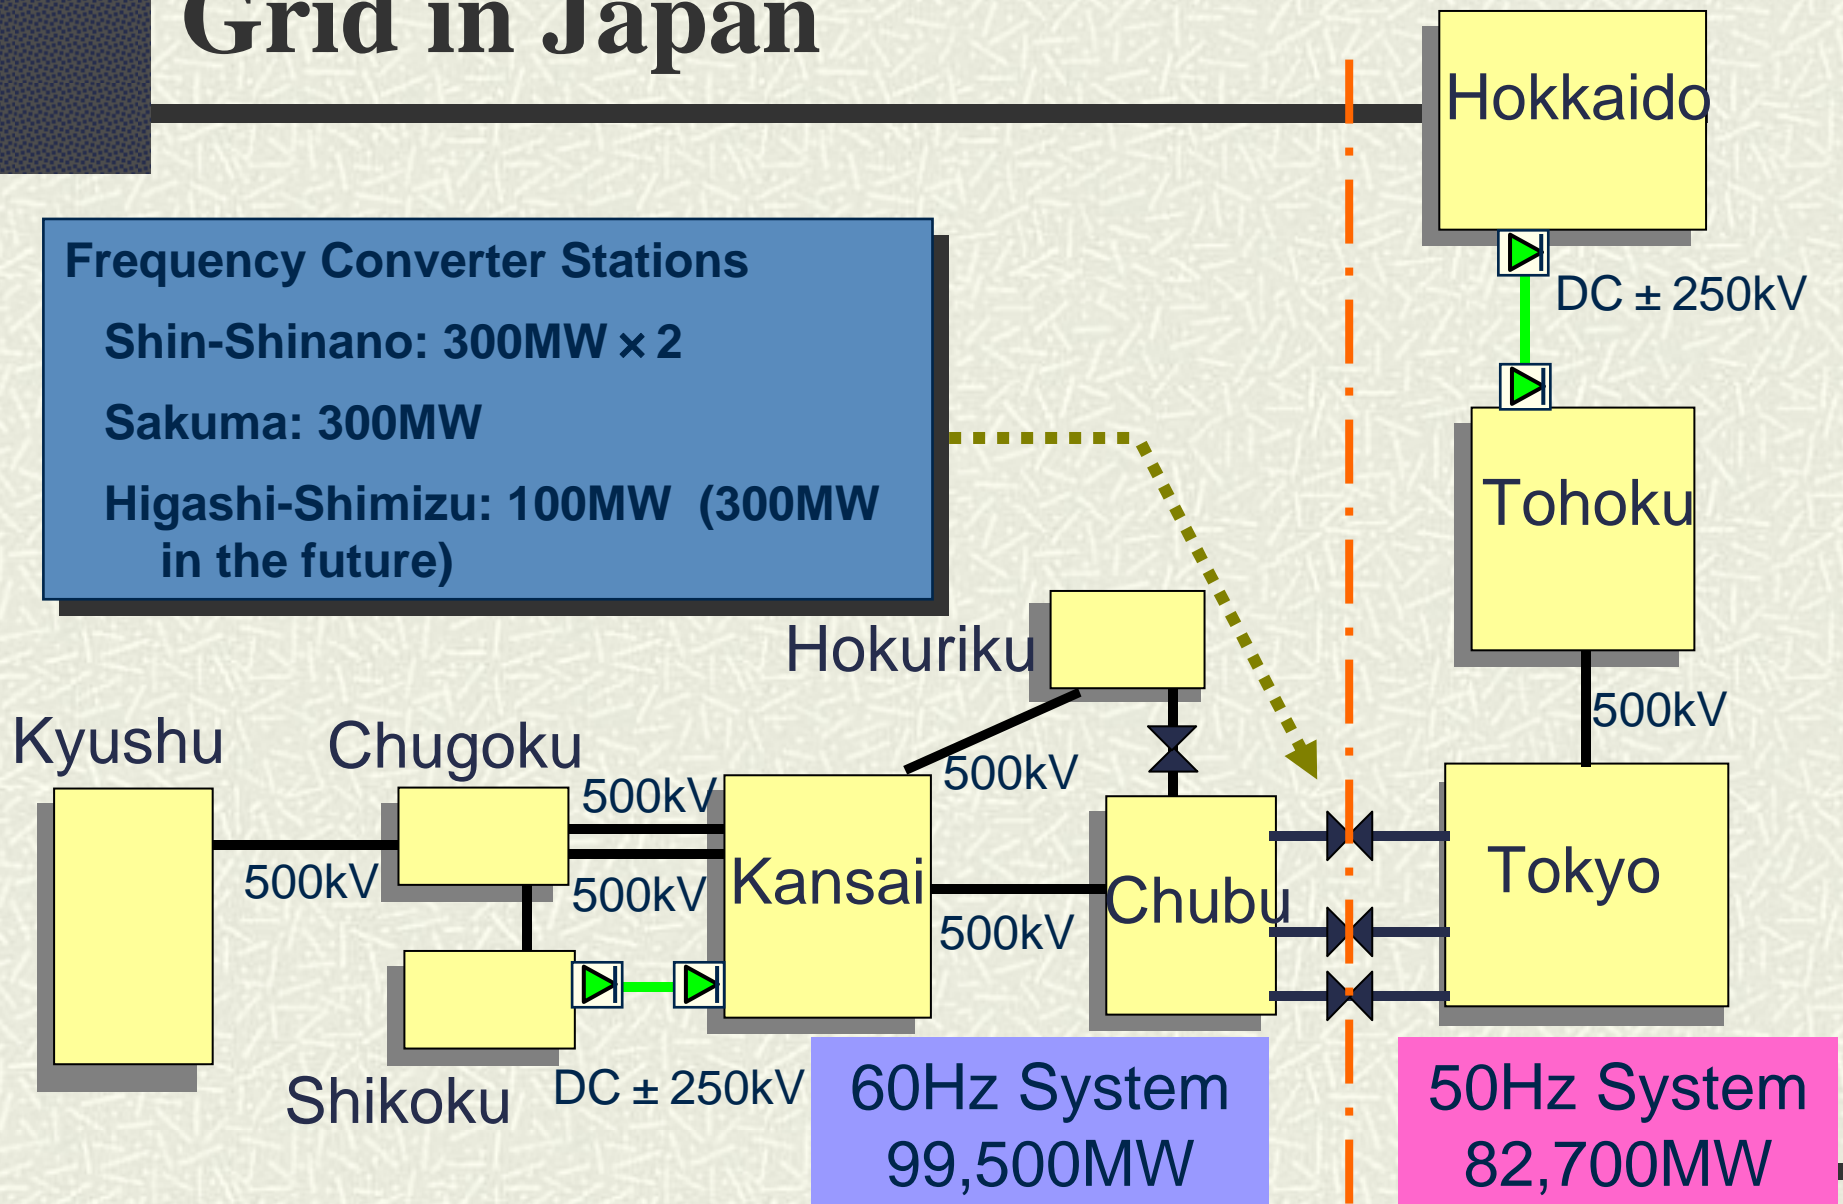 Grid in Japan
Hokkaido
Frequency Converter Stations
Shin-Shinano: 300MW × 2
Sakuma: 300MW
Higashi-Shimizu: 100MW (300MW
in the future)
DC ± 250kV
Tohoku
Hokuriku
500kV
Kyushu
Chugoku
500kV
500kV
500kV
500kV
Kansai
Chubu
Tokyo
500kV
Shikoku
DC ± 250kV
60Hz System
99,500MW
50Hz System
82,700MW